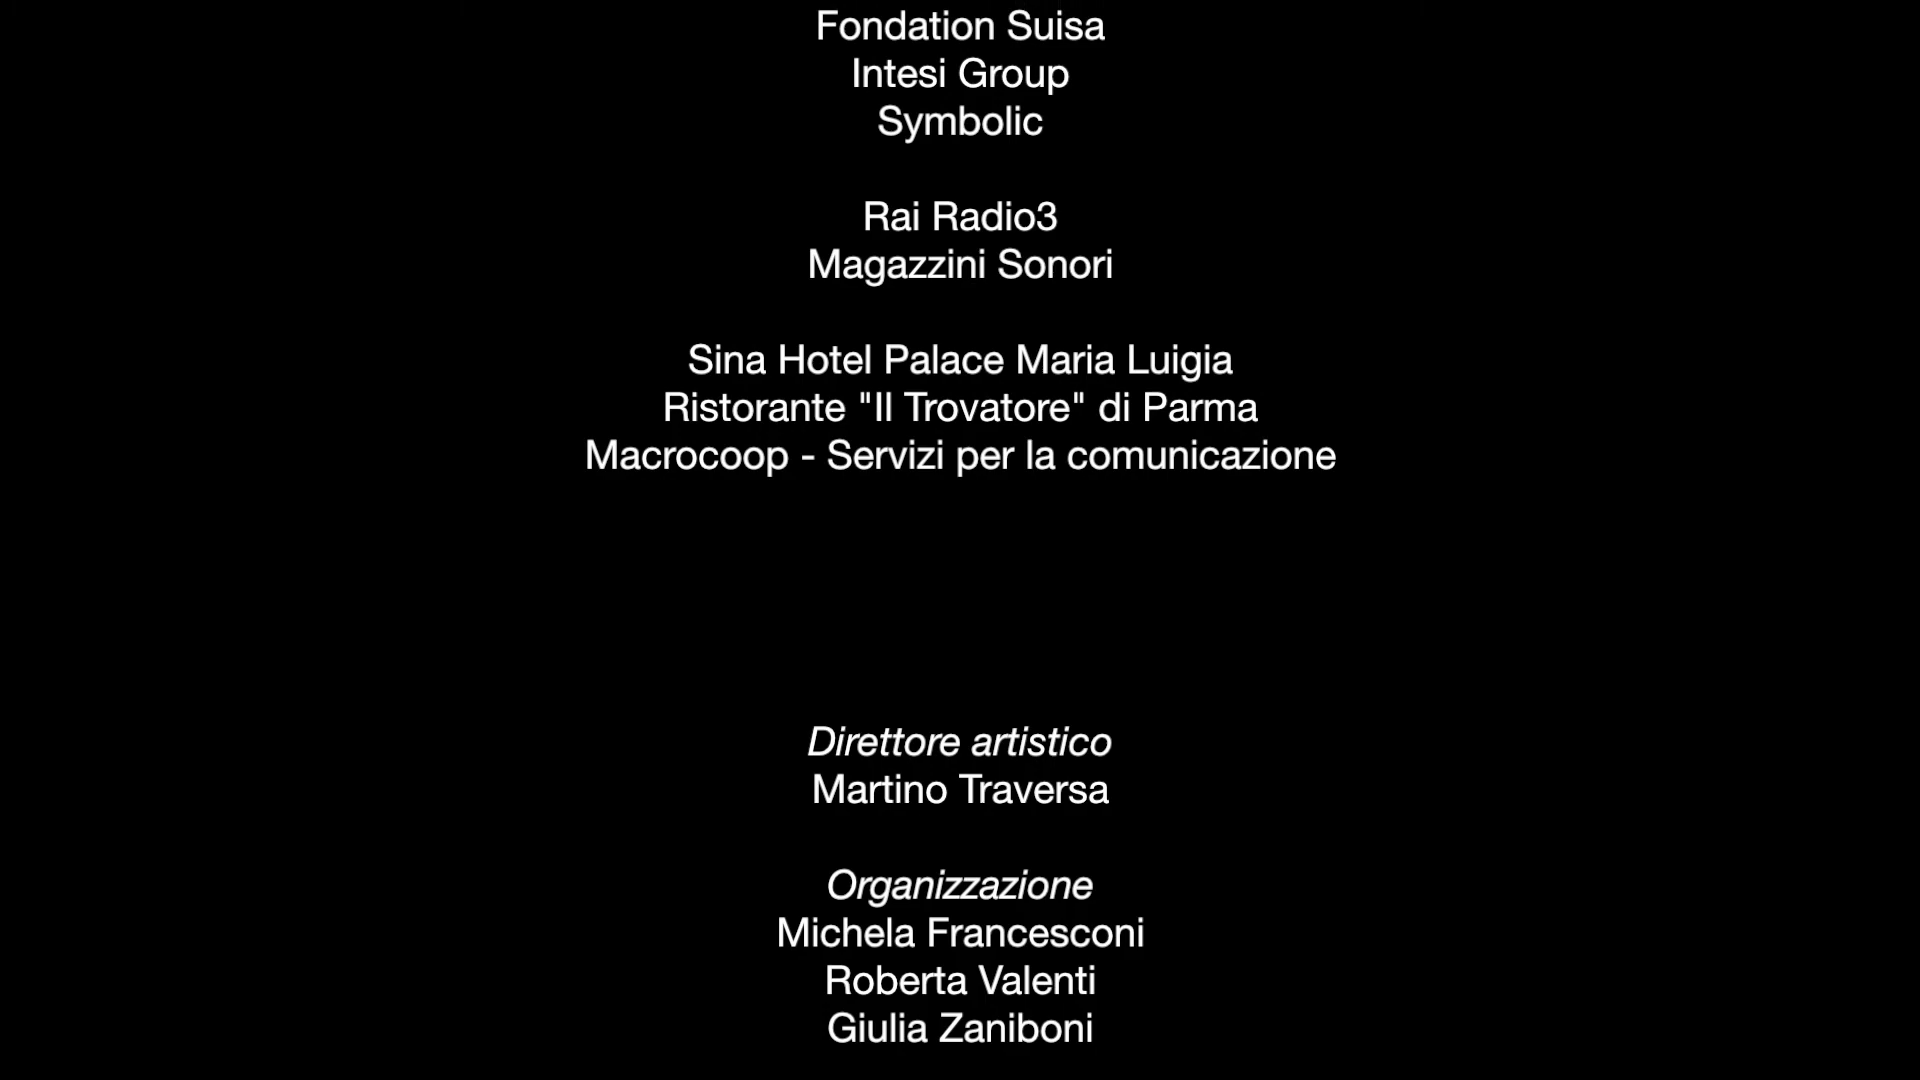 Fondation Suisa
Intesi Group
Symbolic
Rai Radio3
Magazzini Sonori
Sina Hotel Palace Maria Luigia
Ristorante "Il Trovatore" di Parma
Macrocoop - Servizi per la comunicazione
Direttore artistico
Martino Traversa
Organizzazione
Michela Francesconi
Roberta Valenti
Giulia Zaniboni